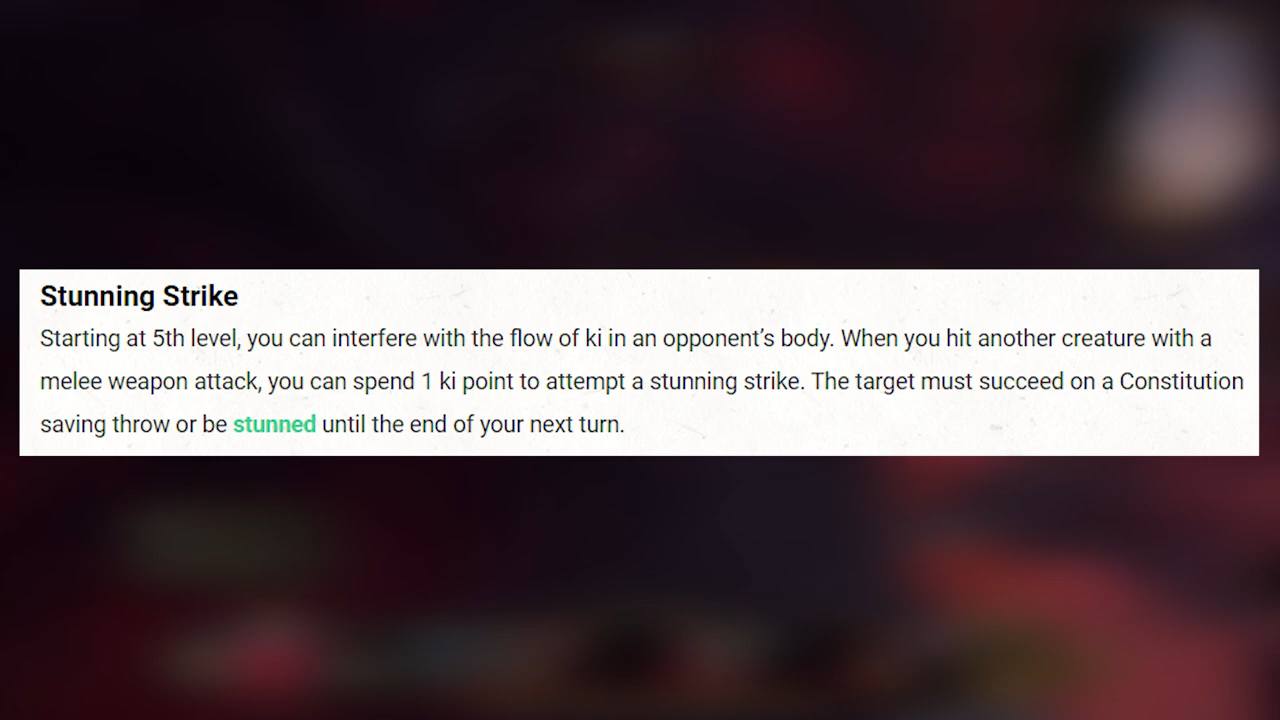 Stunning Strike
Starting at 5th level, you can interfere with the flow of ki in an opponent’s body. When you hit another creature with a
melee weapon attack, you can spend 1 ki point to attempt a stunning strike. The target must succeed on a Constitution
saving throw or be stunned until the end of your next turn.